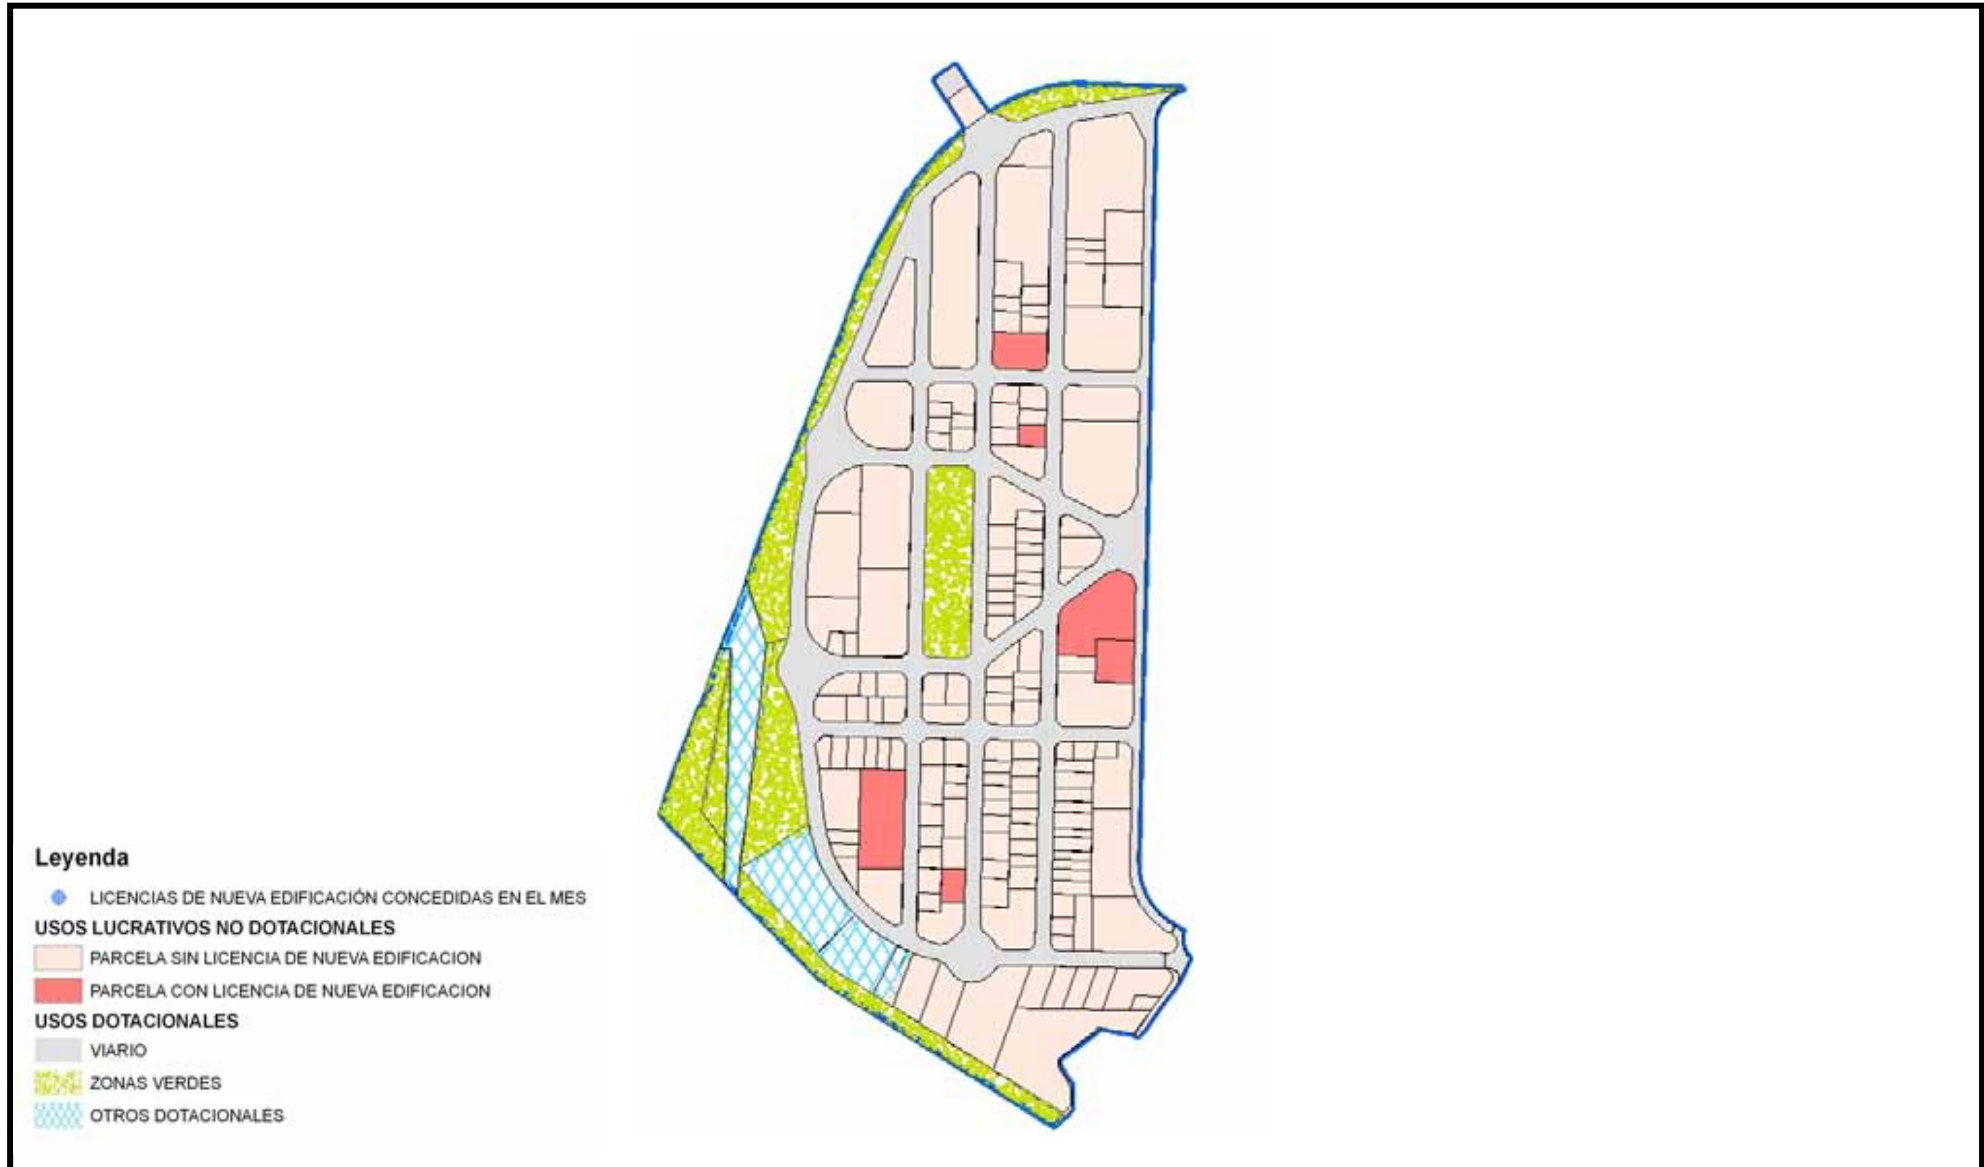 Leyenda
LICENCIAS DE NUEVA EDIFICACIÓN CONCEDIDAS EN EL MES
USOS LUCRATIVOS NO DOTACIONALES
PARCELA SIN LICENCIA DE NUEVA EDIFICACION
PARCELA CON LICENCIA DE NUEVA EDIFICACION
USOS DOTACIONALES
VIARIO
ZONAS VERDES
OTROS DOTACIONALES